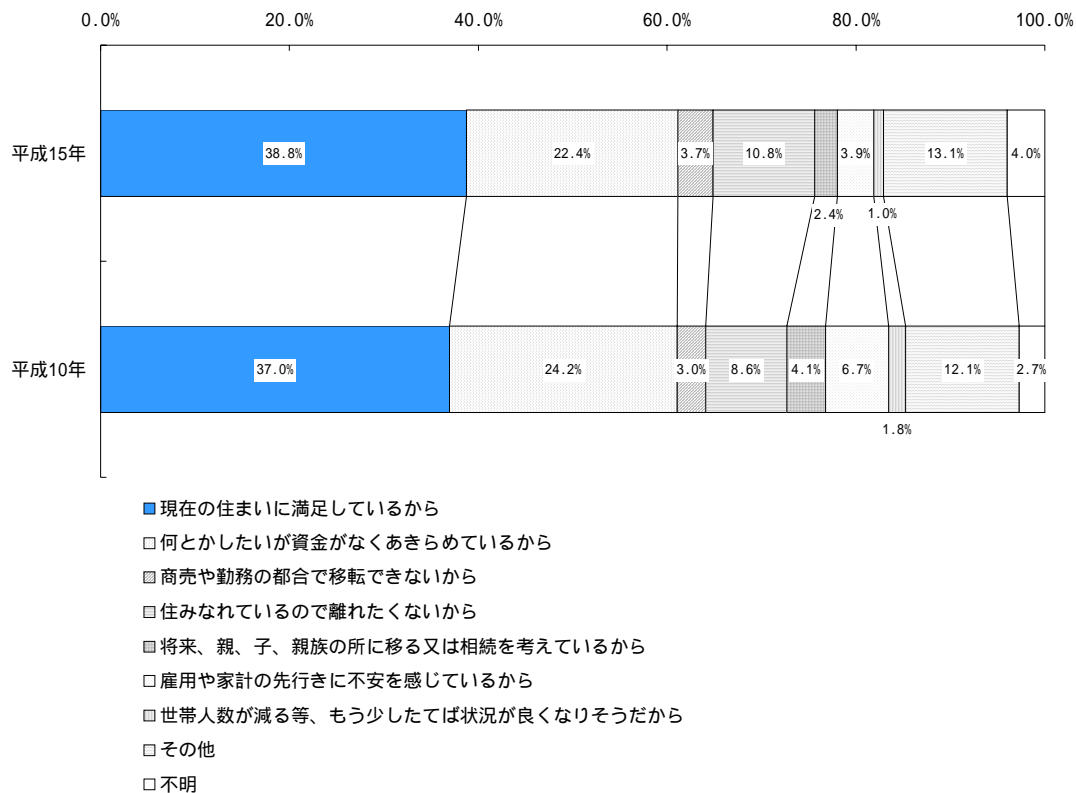 0.0% 20.0% 40.0% 60.0% 80.0% 100.0%
平成15年 38.8% 22.4% 3.7% 10.8% 3.9% 13.1% 4.0%
2.4% 1.0%
平成10年 37.0% 24.2% 3.0% 8.6% 4.1% 6.7% 12.1% 2.7%
1.8%
現在の住まいに満足しているから
何とかしたいが資金がなくあきらめているから
商売や勤務の都合で移転できないから
住みなれているので離れたくないから
将来、親、子、親族の所に移る又は相続を考えているから
雇用や家計の先行きに不安を感じているから
世帯人数が減る等、もう少したてば状況が良くなりそうだから
その他
不明